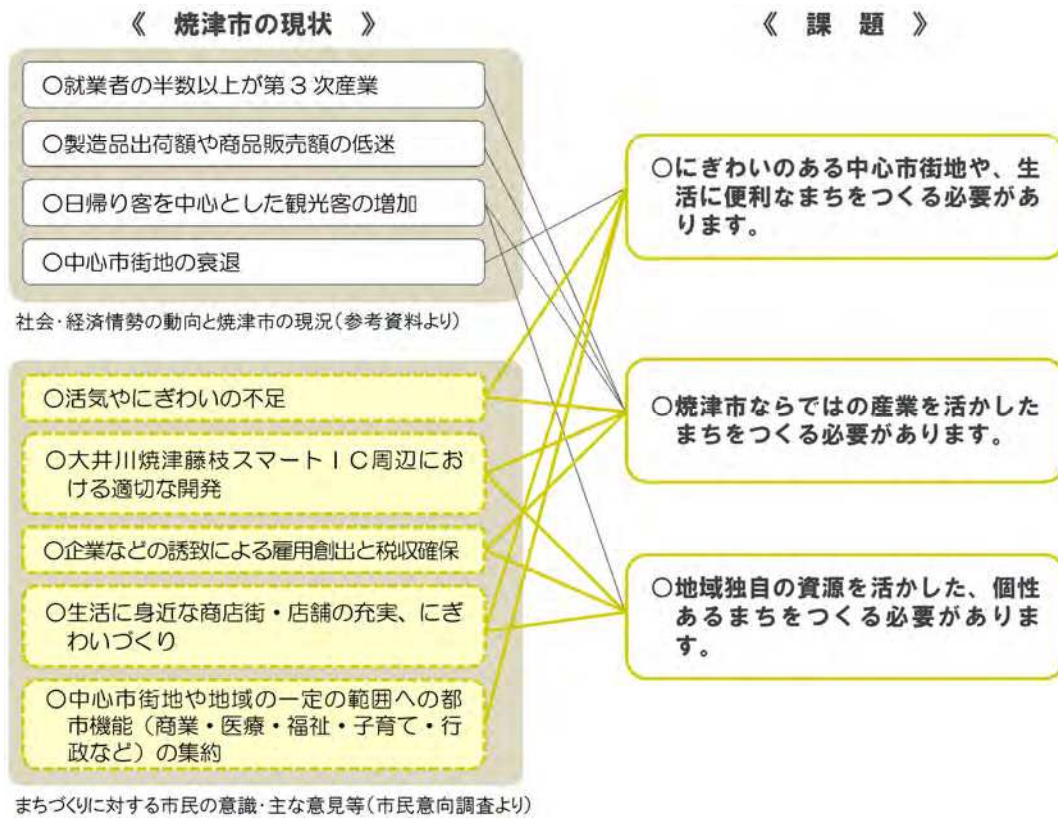 《 焼津市の現状 》
○就業者の半数以上が第3次産業
○製造品出荷額や商品販売額の低迷
○日帰り客を中心とした観光客の増加
○中心市街地の衰退
社会・経済情勢の動向と焼津市の現況(参考資料より)
○活気やにぎわいの不足
○大井川焼津藤枝スマートIC周辺にお
ける適切な開発
○企業などの誘致による雇用創出と税収確保
○生活に身近な商店街・店舗の充実、にぎ
わいづくり
○中心市街地や地域の一定の範囲への都
市機能(商業・医療・福祉・子育て・行
政など)の集約
まちづくりに対する市民の意識・主な意見等(市民意向調査より)
《 課 題 》
○にぎわいのある中心市街地や、生
活に便利なまちをつくる必要があ
ります。
○焼津市ならではの産業を活かした
まちをつくる必要があります。
○地域独自の資源を活かした、個性
あるまちをつくる必要がありま
す。